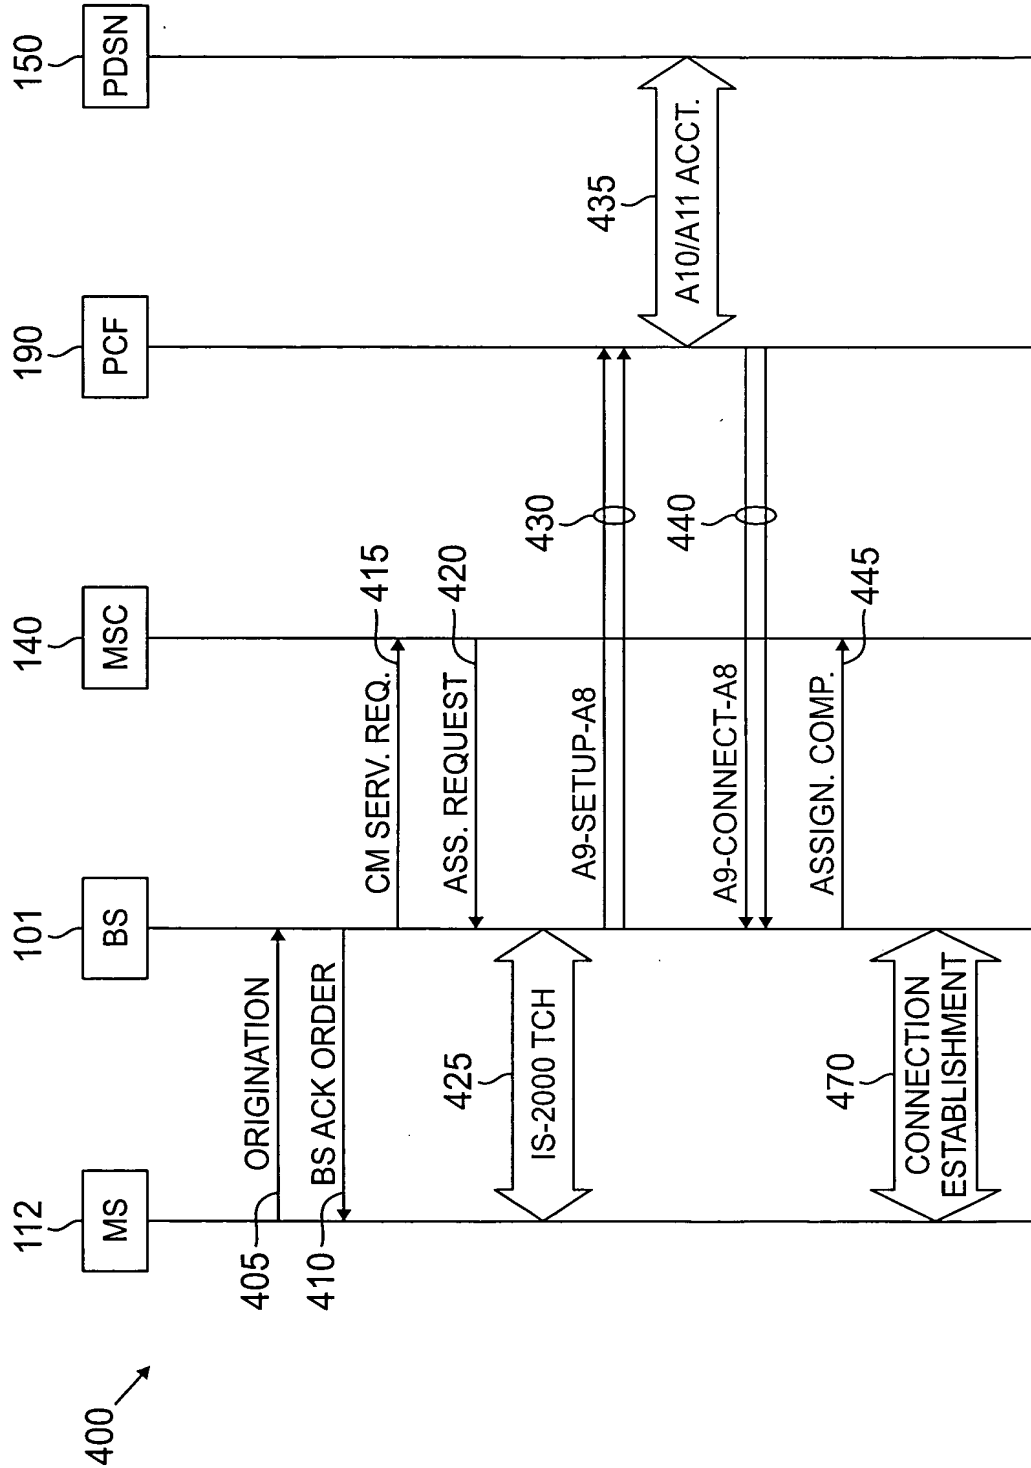 400
112
MS
101
BS
140
MSC
190
PCF
150
PDSN
405
ORIGINATION
410
BS ACK ORDER
CM SERV. REQ.
415
ASS. REQUEST
420
425
IS-2000 TCH
A9-SETUP-A8
430
435
A10/A11 ACCT.
A9-CONNECT-A8
440
ASSIGN. COMP.
445
470
CONNECTION
ESTABLISHMENT